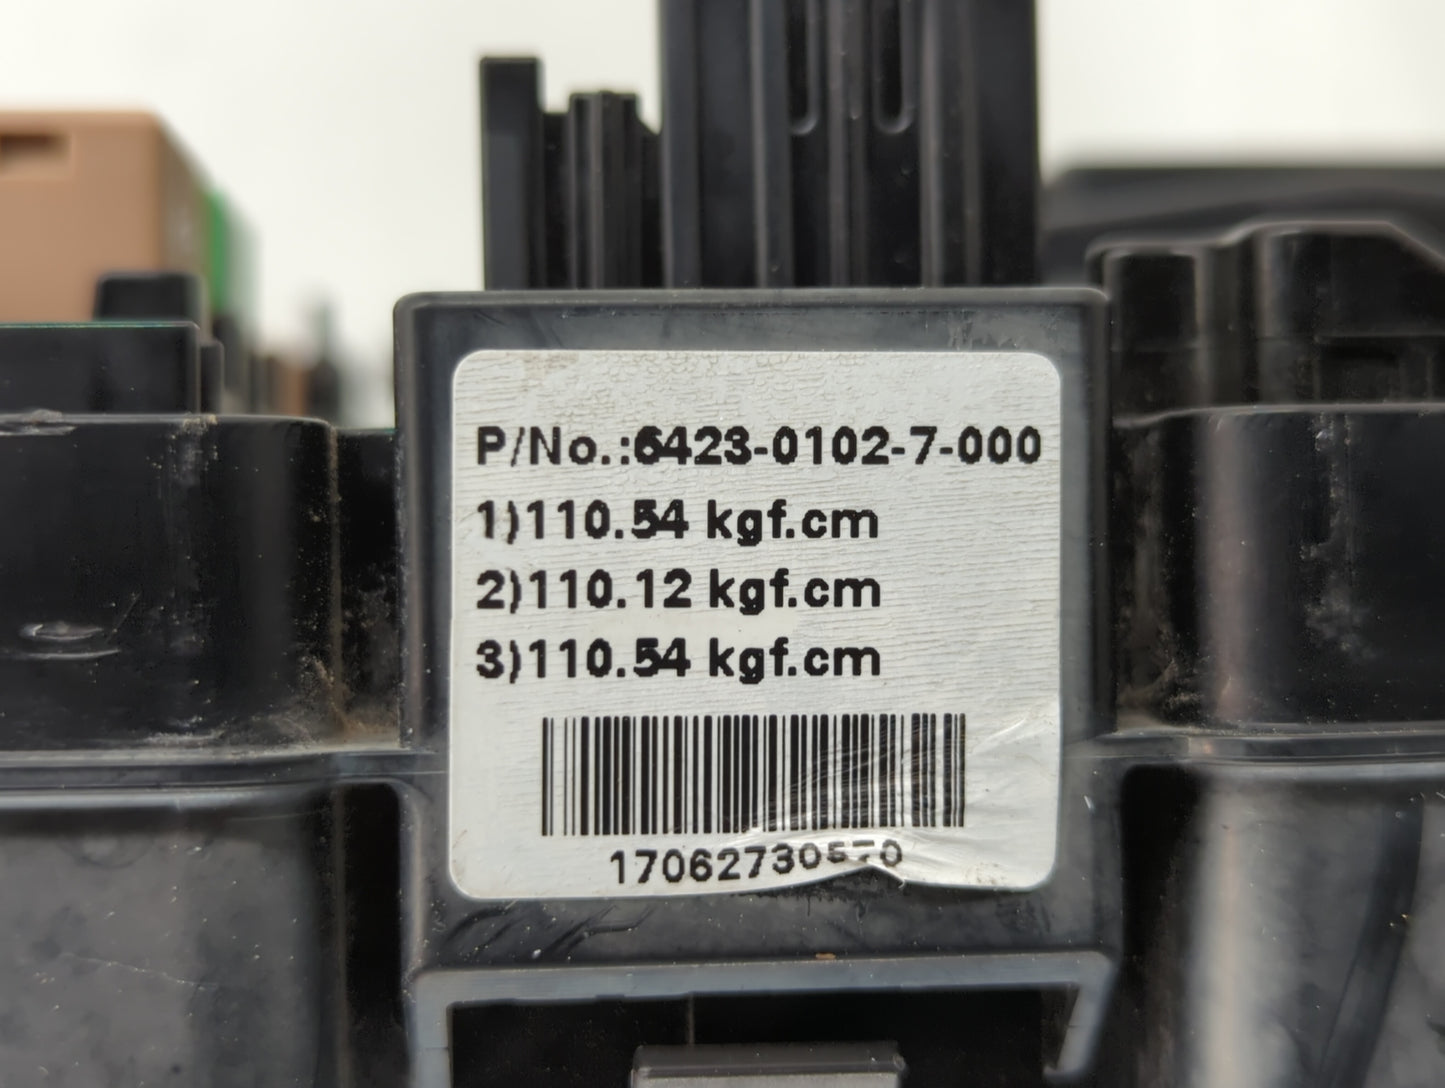 P/No.:6423-0102-7-000
1)110.54 kgf.cm
2)110.12 kgf.cm
3)110.54 kgf.cm
17062730570